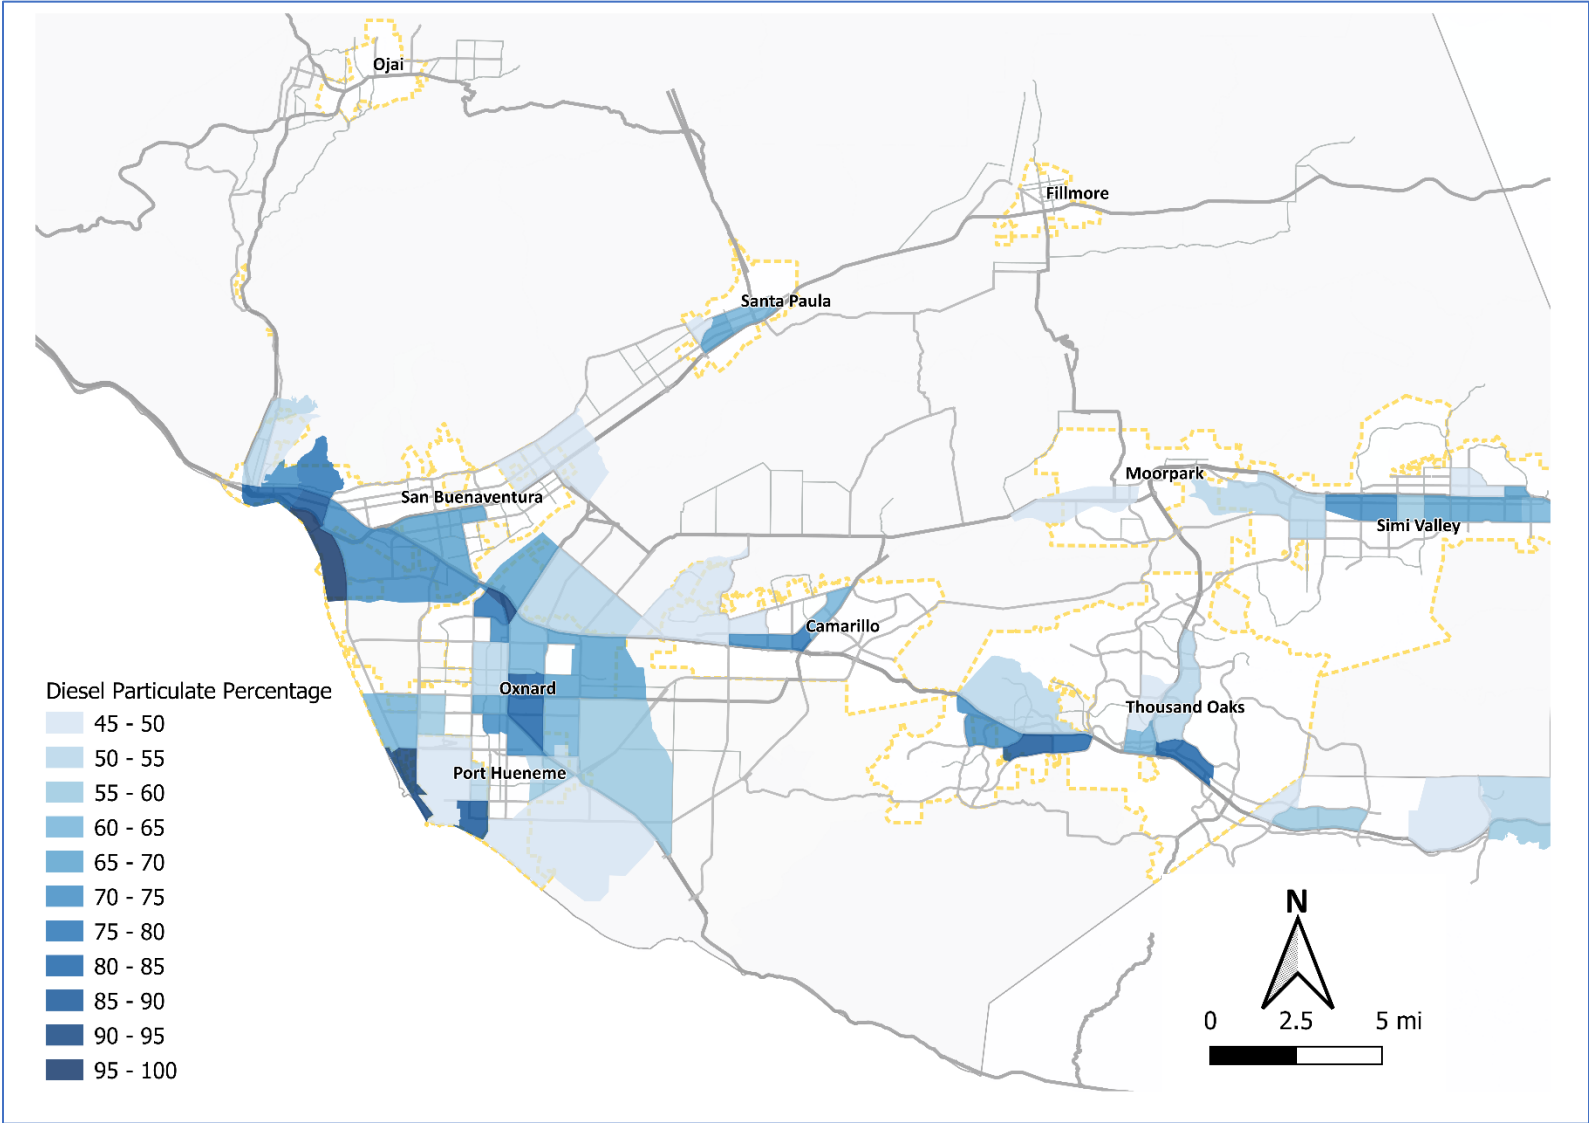 Ojai
Fillmore
Santa Paula
Moorpark
San Buenaventura
Simi Valley
Camarillo
Oxnard
Thousand Oaks
Port Hueneme
Diesel Particulate Percentage
45 - 50
50 - 55
55 - 60
60 - 65
65 - 70
70 - 75
75 - 80
80 - 85
85 - 90
90 - 95
95 - 100
N
0 2.5 5 mi